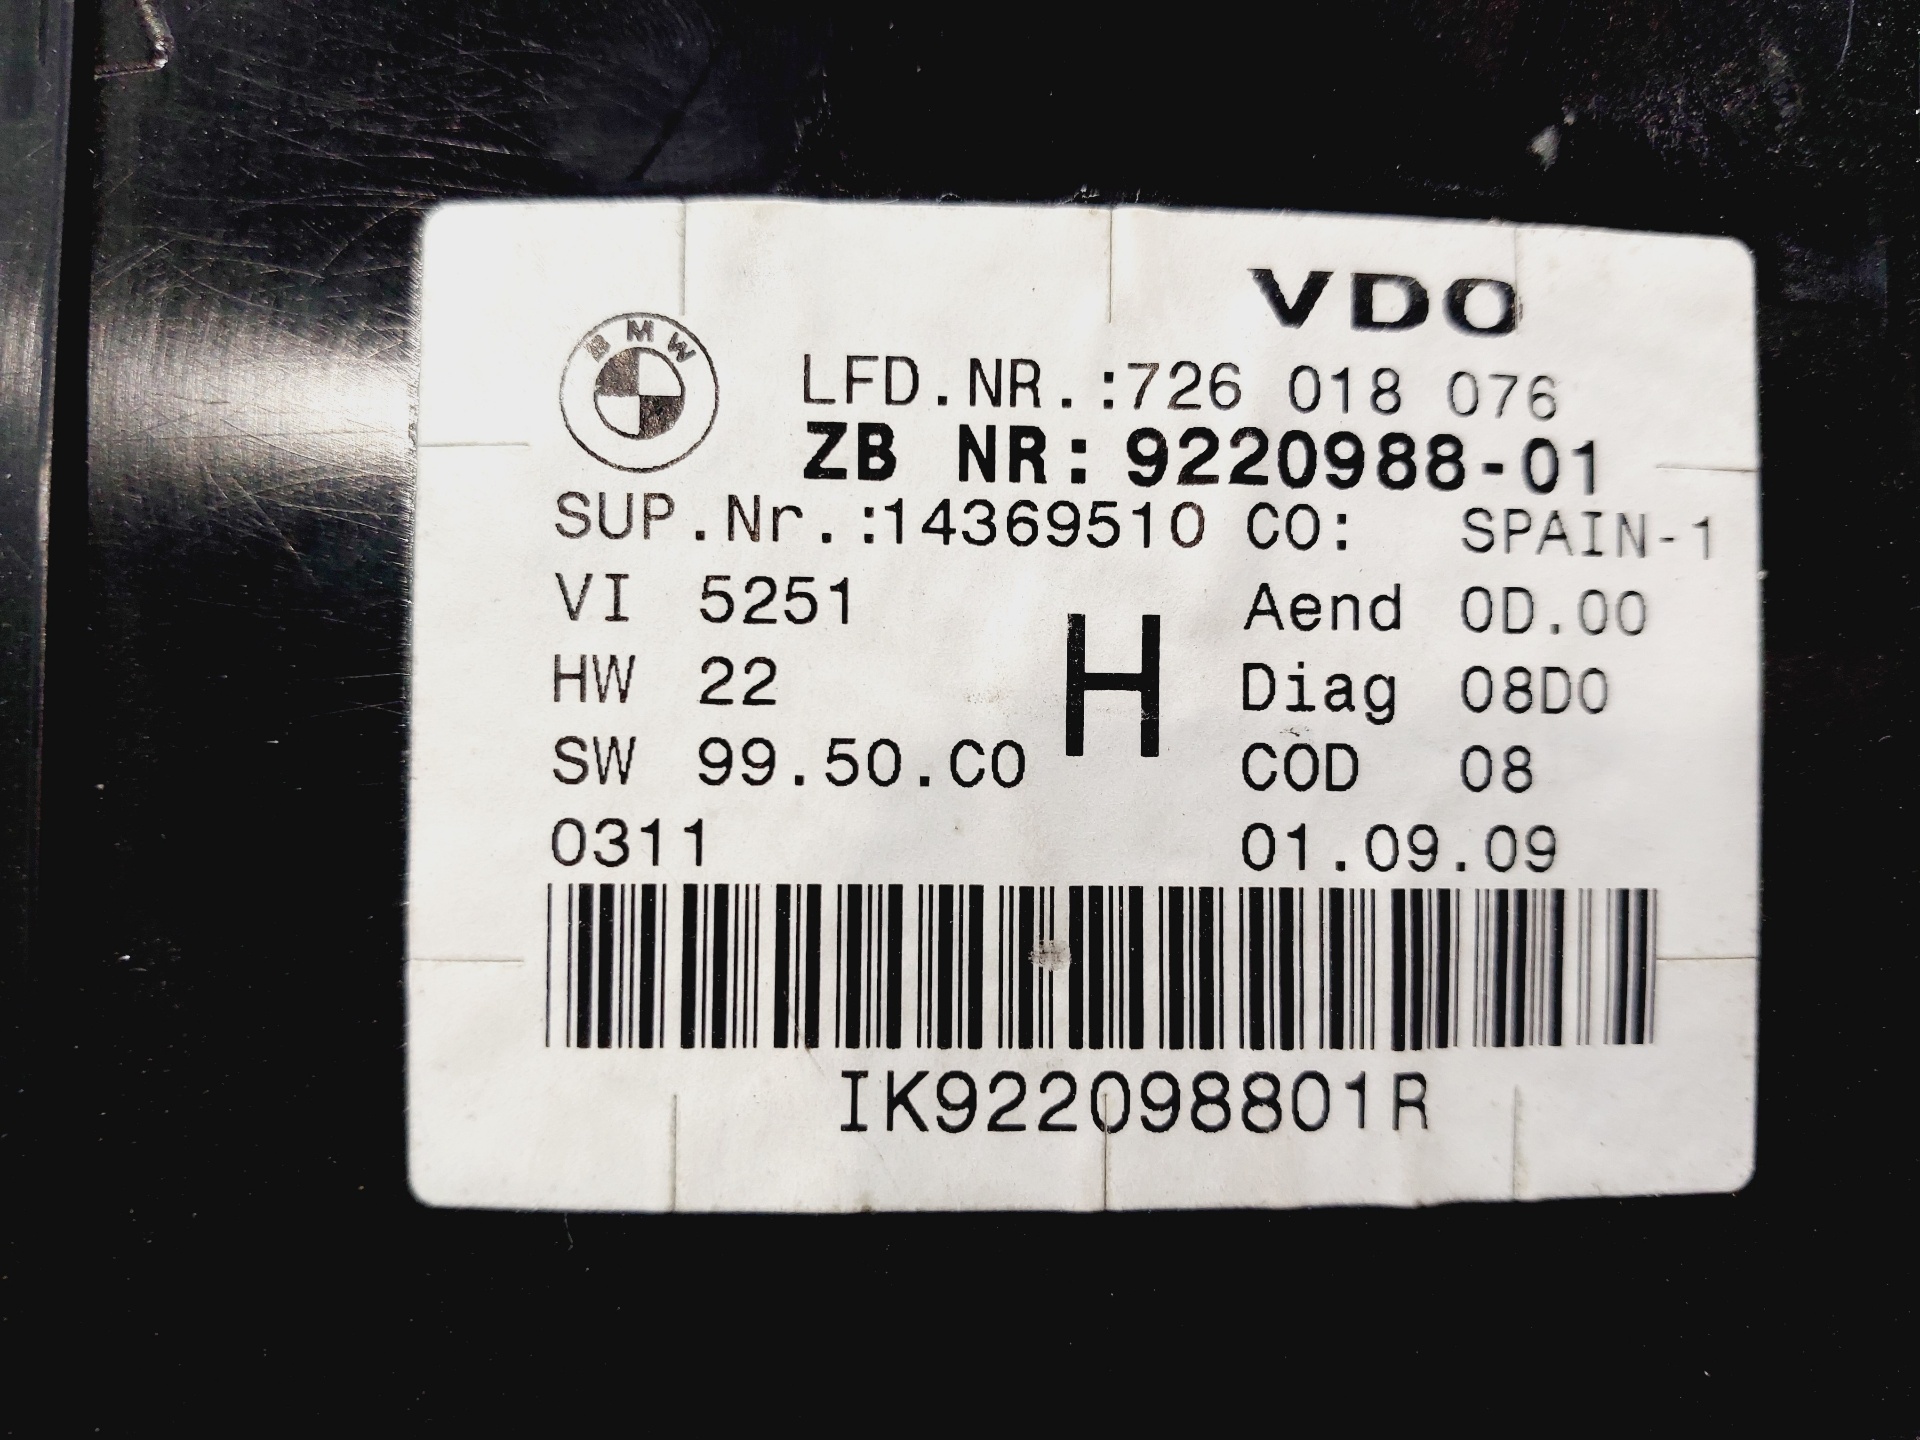 VDO
BMW
LFD.NR.:726 018 076
ZB NR: 9220988-01
SUP.Nr.:14369510 CO: SPAIN-1
VI 5251 Aend 0D.00
H
HW 22 Diag 08D0
SW 99.50.C0 COD 08
0311 01.09.09
IK922098801R